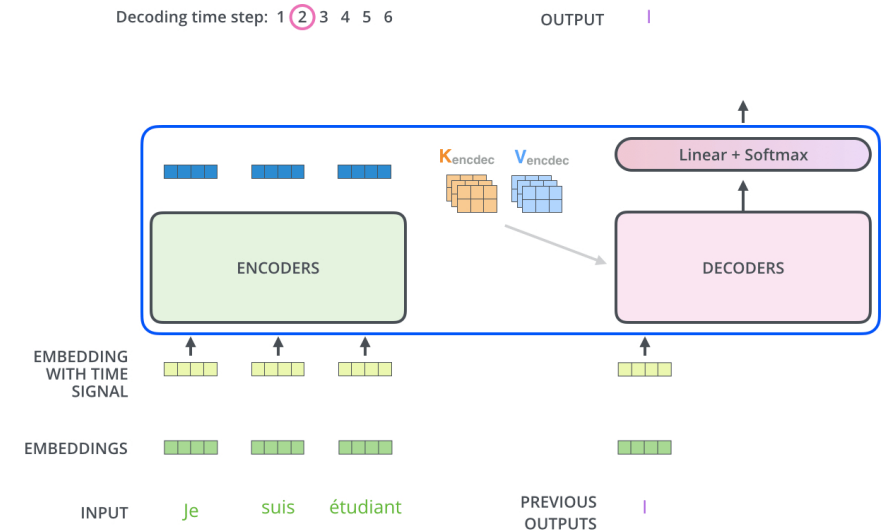 Decoding time step: 1 2 3 4 5 6
OUTPUT I
Kencdec Vencdec
Linear + Softmax
ENCODERS
DECODERS
EMBEDDING
WITH TIME
SIGNAL
EMBEDDINGS
INPUT Je suis étudiant
PREVIOUS
OUTPUTS I